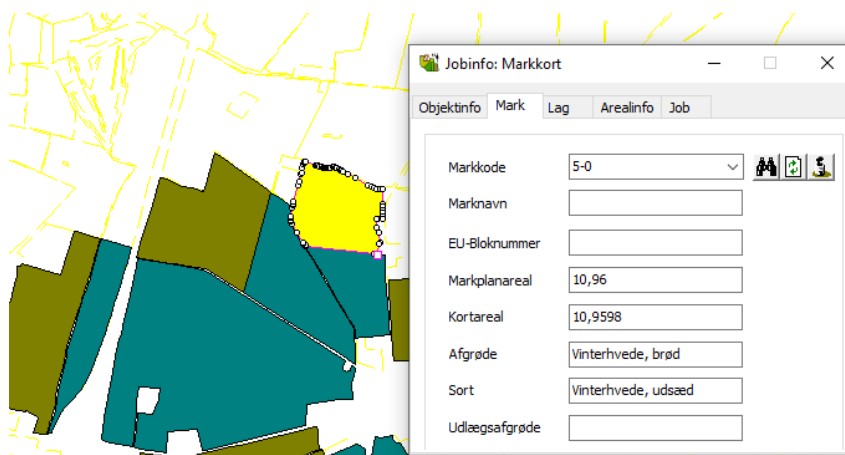 Jobinfo: Markkort
Objektinfo Mark Lag Arealinfo Job
Markkode 5-0
Marknavn
EU-Bloknummer
Markplanareal 10,96
Kortareal 10,9598
Afgrøde Vinterhvede, brød
Sort Vinterhvede, udsæd
Udlægsafgrøde